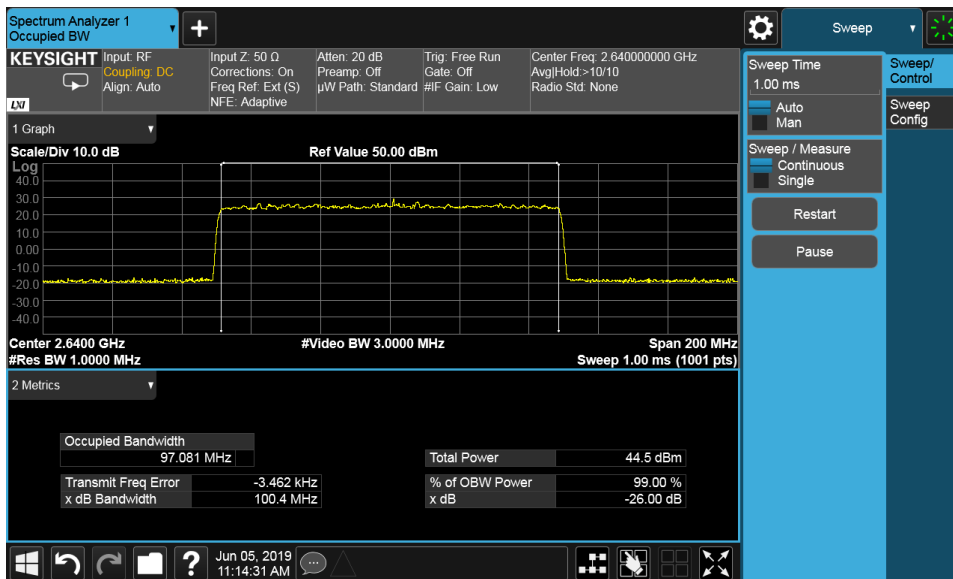 Spectrum Analyzer 1
Occupied BW
+
Sweep
KEYSIGHT
LXI
Input: RF
Coupling: DC
Align: Auto
Input Z: 50 Ω
Corrections: On
Freq Ref: Ext (S)
NFE: Adaptive
Atten: 20 dB
Preamp: Off
µW Path: Standard
Trig: Free Run
Gate: Off
#IF Gain: Low
Center Freq: 2.640000000 GHz
Avg|Hold:>10/10
Radio Std: None
1 Graph
Scale/Div 10.0 dB
Ref Value 50.00 dBm
Log
40.0
30.0
20.0
10.0
0.00
-10.0
-20.0
-30.0
-40.0
Center 2.6400 GHz
#Video BW 3.0000 MHz
Span 200 MHz
#Res BW 1.0000 MHz
Sweep 1.00 ms (1001 pts)
2 Metrics
Occupied Bandwidth
97.081 MHz
Total Power 44.5 dBm
Transmit Freq Error -3.462 kHz
% of OBW Power 99.00 %
x dB Bandwidth 100.4 MHz
x dB -26.00 dB
Sweep Time
1.00 ms
Auto
Man
Sweep / Measure
Continuous
Single
Restart
Pause
Sweep/
Control
Sweep
Config
?
Jun 05, 2019
11:14:31 AM